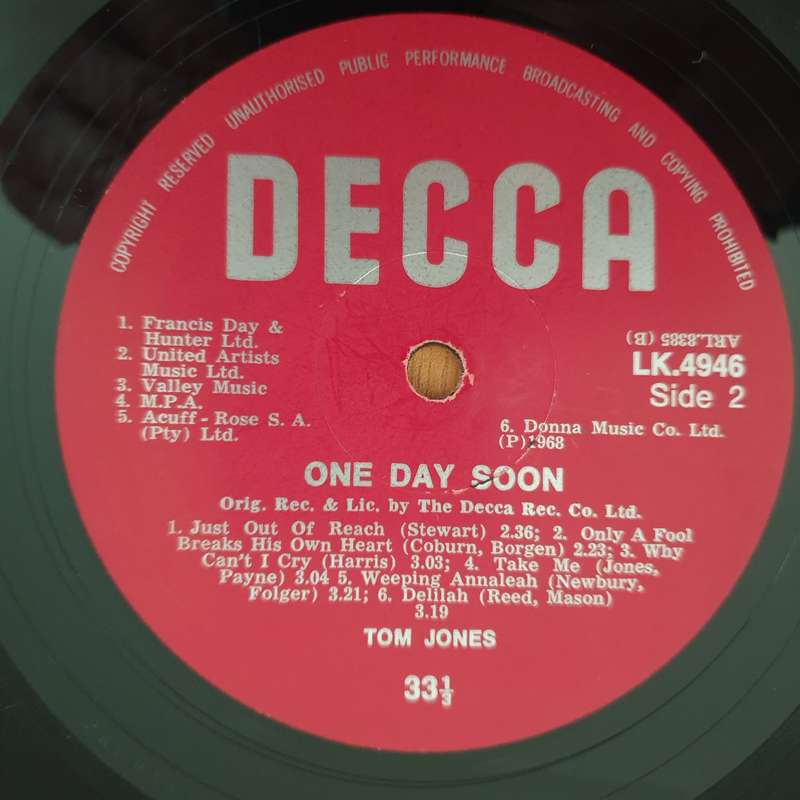 COPYRIGHT RESERVED UNAUTHORISED PUBLIC PERFORMANCE BROADCASTING AND COPYING PROHIBITED
DECCA
1. Francis Day &
Hunter Ltd.
2. United Artists
Music Ltd.
3. Valley Music
4. M.P.A.
5. Acuff - Rose S. A.
(Pty) Ltd.
ARL.8385 (B)
LK.4946
Side 2
6. Donna Music Co. Ltd.
(P)1968
ONE DAY SOON
Orig. Rec. & Lic. by The Decca Rec. Co. Ltd.
1. Just Out Of Reach (Stewart) 2.36; 2. Only A Fool
Breaks His Own Heart (Coburn, Borgen) 2.23; 3. Why
Can't I Cry (Harris) 3.03; 4. Take Me (Jones,
Payne) 3.04 5. Weeping Annaleah (Newbury,
Folger) 3.21; 6. Delilah (Reed, Mason)
3.19
TOM JONES
33⅓